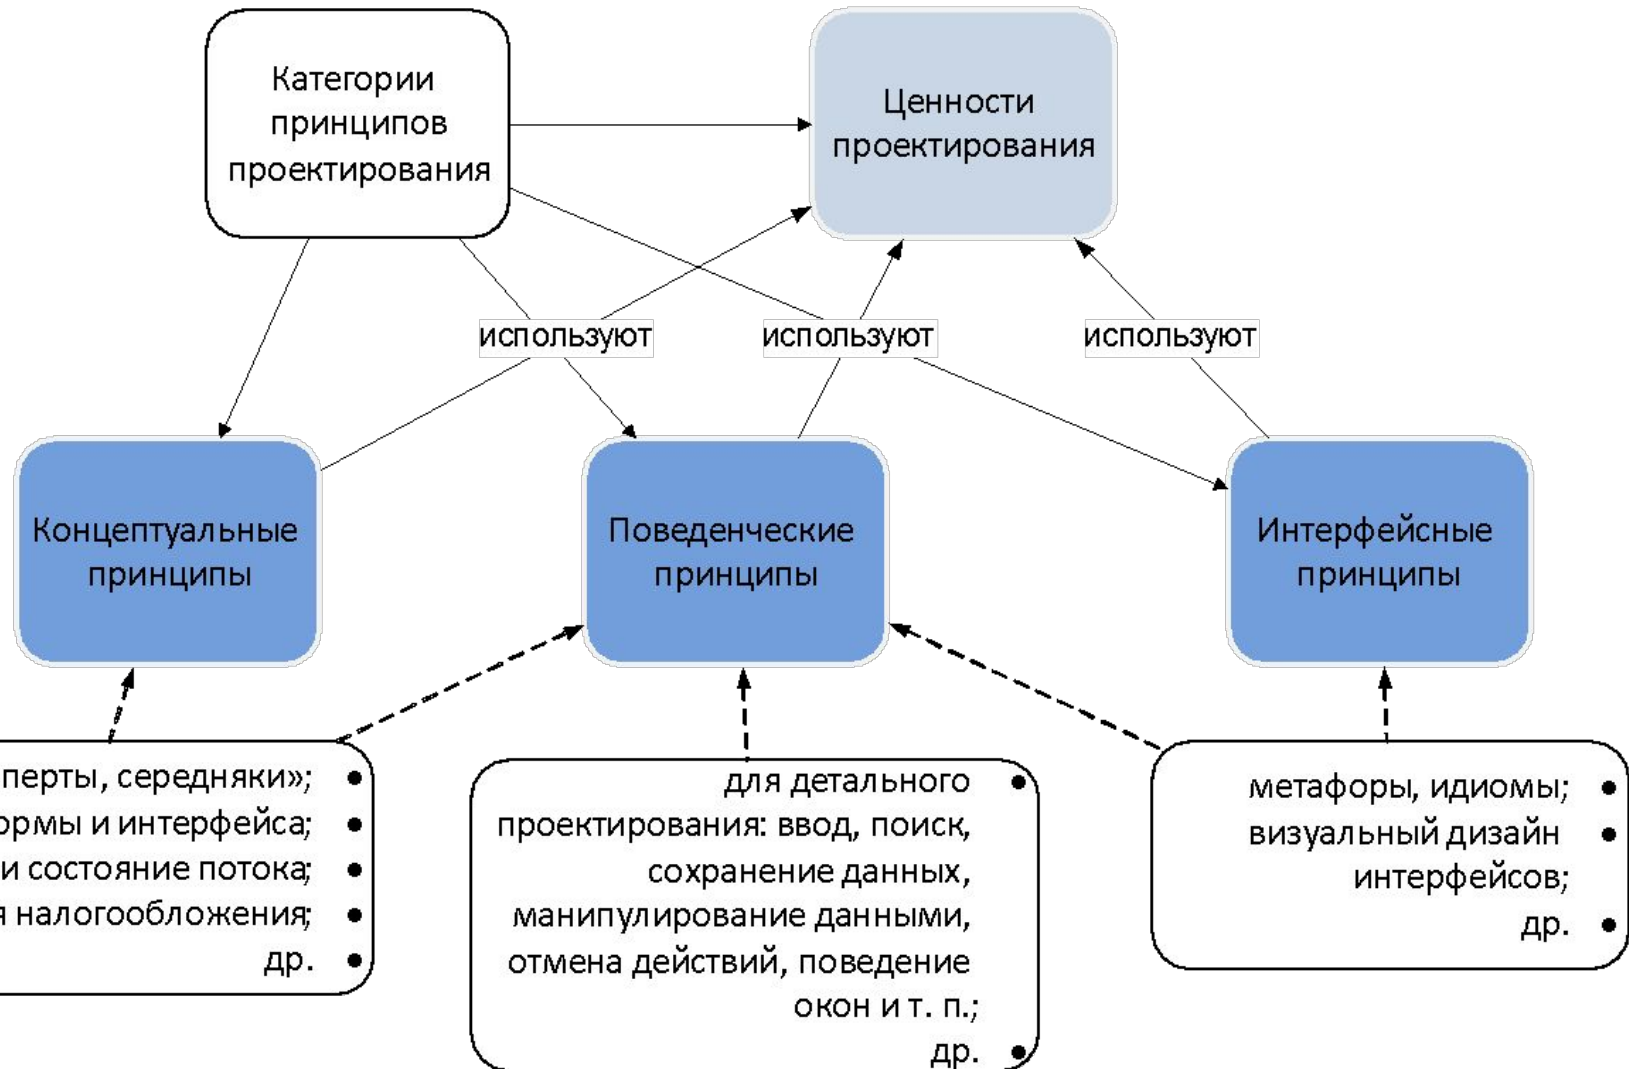 Категории
принципов
проектирования
Ценности
проектирования
используют
используют
используют
Концептуальные
принципы
Поведенческие
принципы
Интерфейсные
принципы
середняки»;
и интерфейса;
и состояние потока;
налогообложения;
др.
для детального
проектирования: ввод, поиск,
сохранение данных,
манипулирование данными,
отмена действий, поведение
окон и т. п.;
др.
метафоры, идиомы;
визуальный дизайн
интерфейсов;
др.